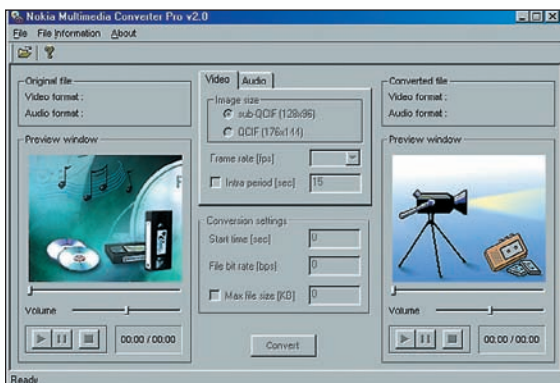 Nokia Multimedia Converter Pro v2.0
File File Information About
Original file
Video format :
Audio format :
Preview window
Volume
00:00 / 00:00
Video Audio
Image size
sub-QCIF (128x96)
QCIF (176x144)
Frame rate [fps]
Intra period [sec] 15
Conversion settings
Start time [sec] 0
File bit rate [bps] 0
Max file size [KB] 0
Convert
Converted file
Video format :
Audio format :
Preview window
Volume
00:00 / 00:00
Ready